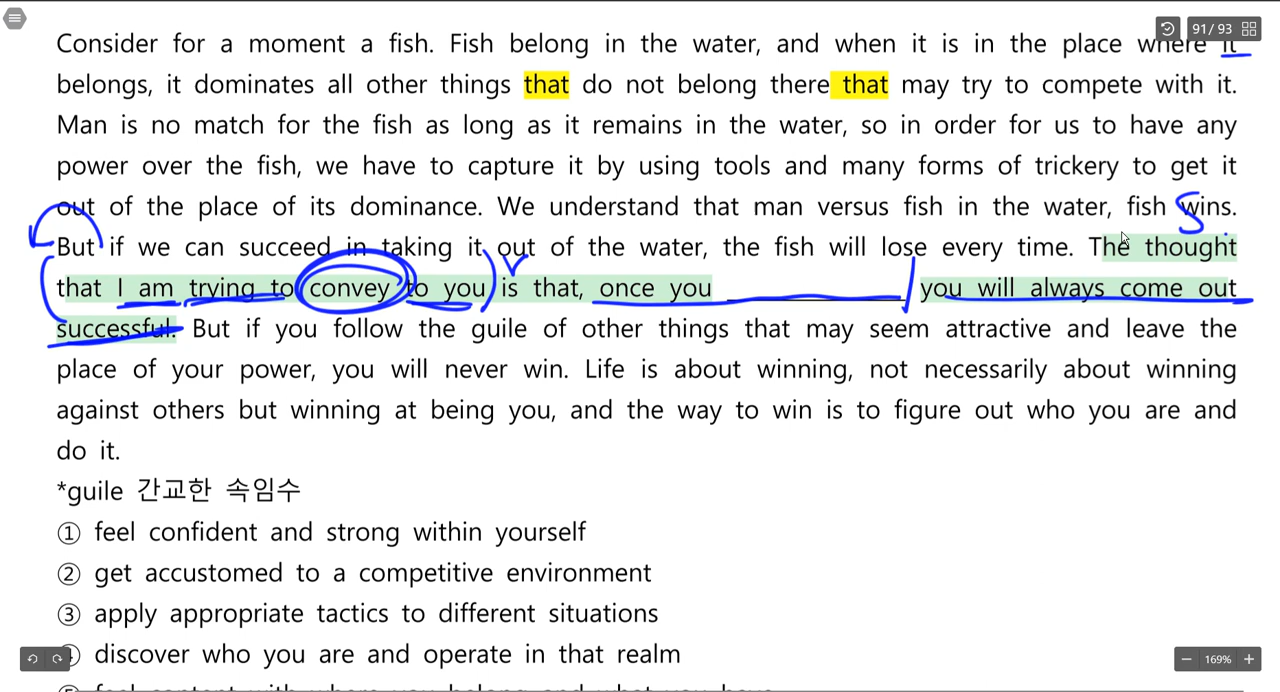 91/ 93
Consider for a moment a fish. Fish belong in the water, and when it is in the place where it
belongs, it dominates all other things that do not belong there that may try to compete with it.
Man is no match for the fish as long as it remains in the water, so in order for us to have any
power over the fish, we have to capture it by using tools and many forms of trickery to get it
out of the place of its dominance. We understand that man versus fish in the water, fish wins.
But if we can succeed in taking it out of the water, the fish will lose every time. The thought
that I am trying to convey to you is that, once you ____________, you will always come out
successful. But if you follow the guile of other things that may seem attractive and leave the
place of your power, you will never win. Life is about winning, not necessarily about winning
against others but winning at being you, and the way to win is to figure out who you are and
do it.
*guile 간교한 속임수
① feel confident and strong within yourself
② get accustomed to a competitive environment
③ apply appropriate tactics to different situations
discover who you are and operate in that realm
169%